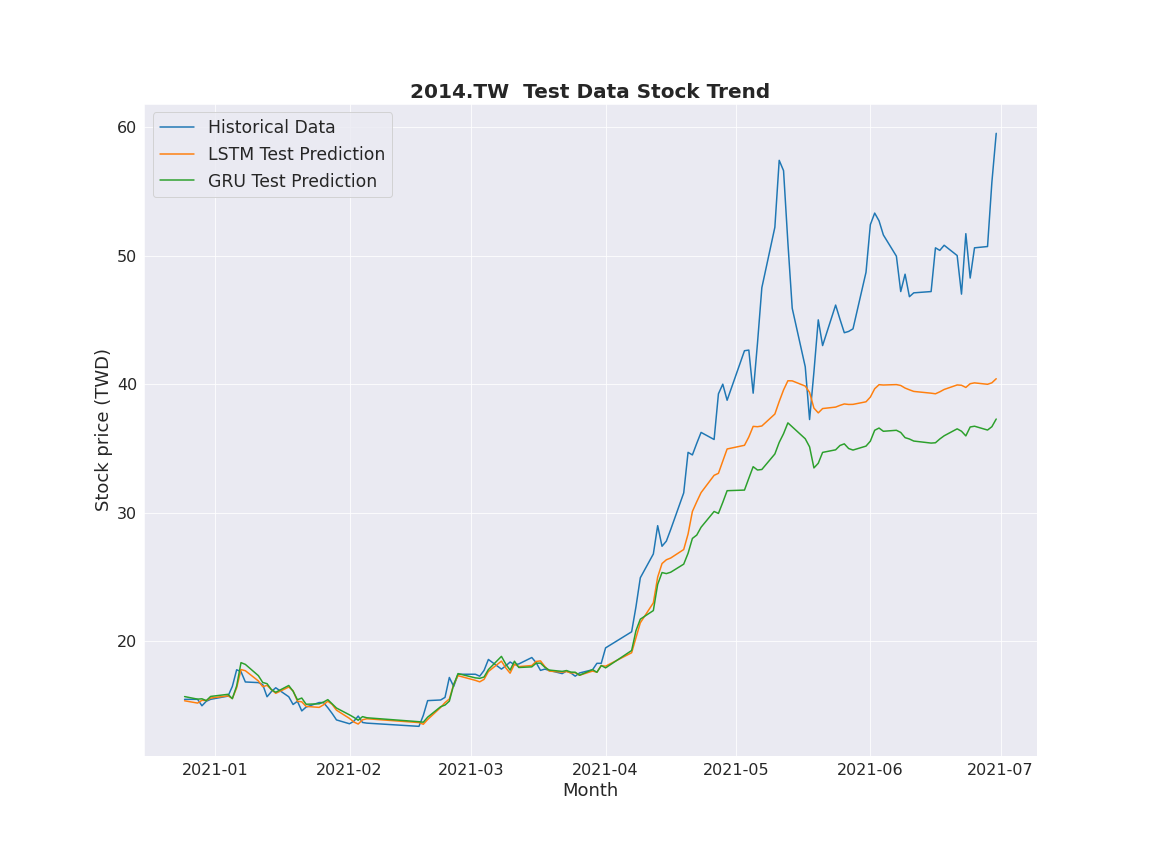 2014.TW  Test Data Stock Trend
Historical Data
LSTM Test Prediction
GRU Test Prediction
Stock price (TWD)
60
50
40
30
20
2021-01 2021-02 2021-03 2021-04 2021-05 2021-06 2021-07
Month